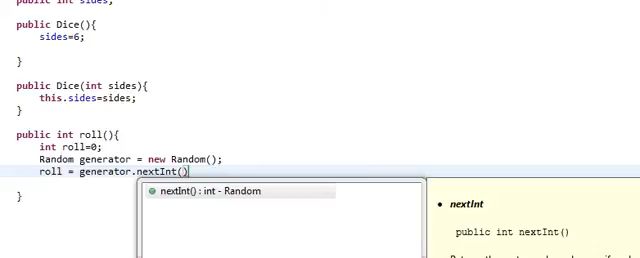 public int sides;
public Dice(){
sides=6;
}
public Dice(int sides){
this.sides=sides;
}
public int roll(){
int roll=0;
Random generator = new Random();
roll = generator.nextInt()
}
nextInt() : int - Random
nextInt
public int nextInt()